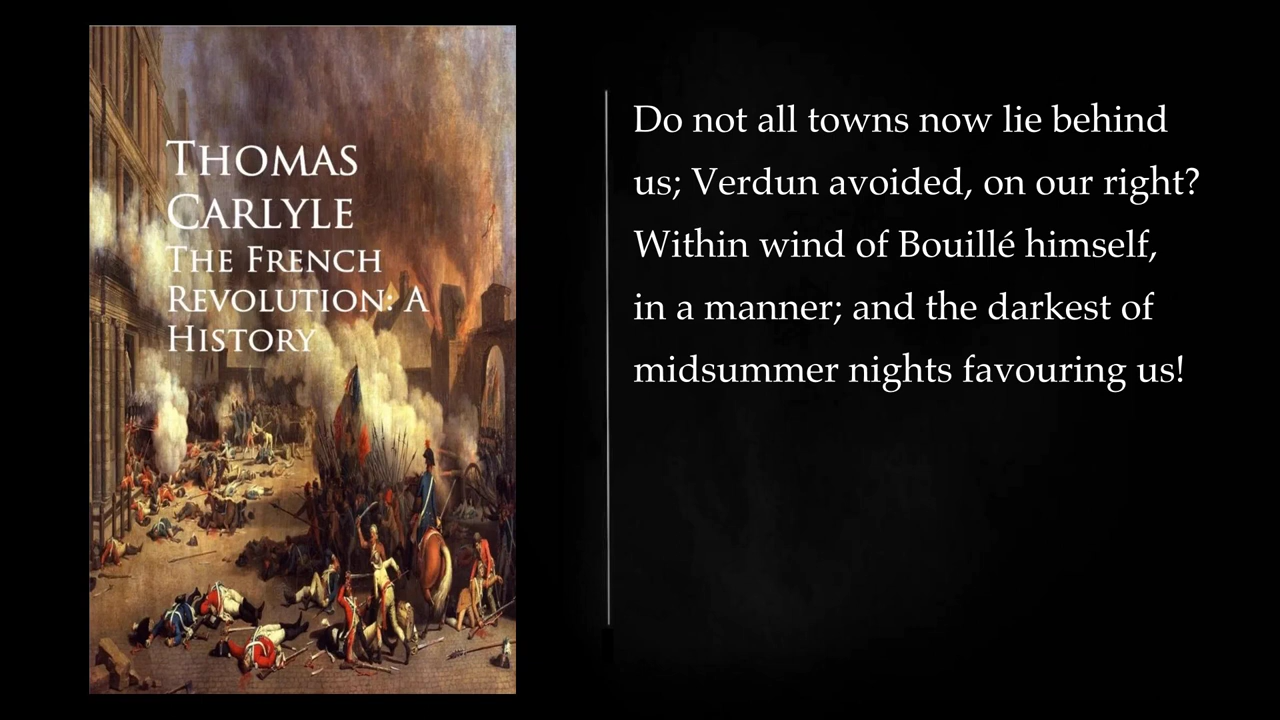 THOMAS
CARLYLE
THE FRENCH
REVOLUTION: A
HISTORY
Do not all towns now lie behind
us; Verdun avoided, on our right?
Within wind of Bouillé himself,
in a manner; and the darkest of
midsummer nights favouring us!